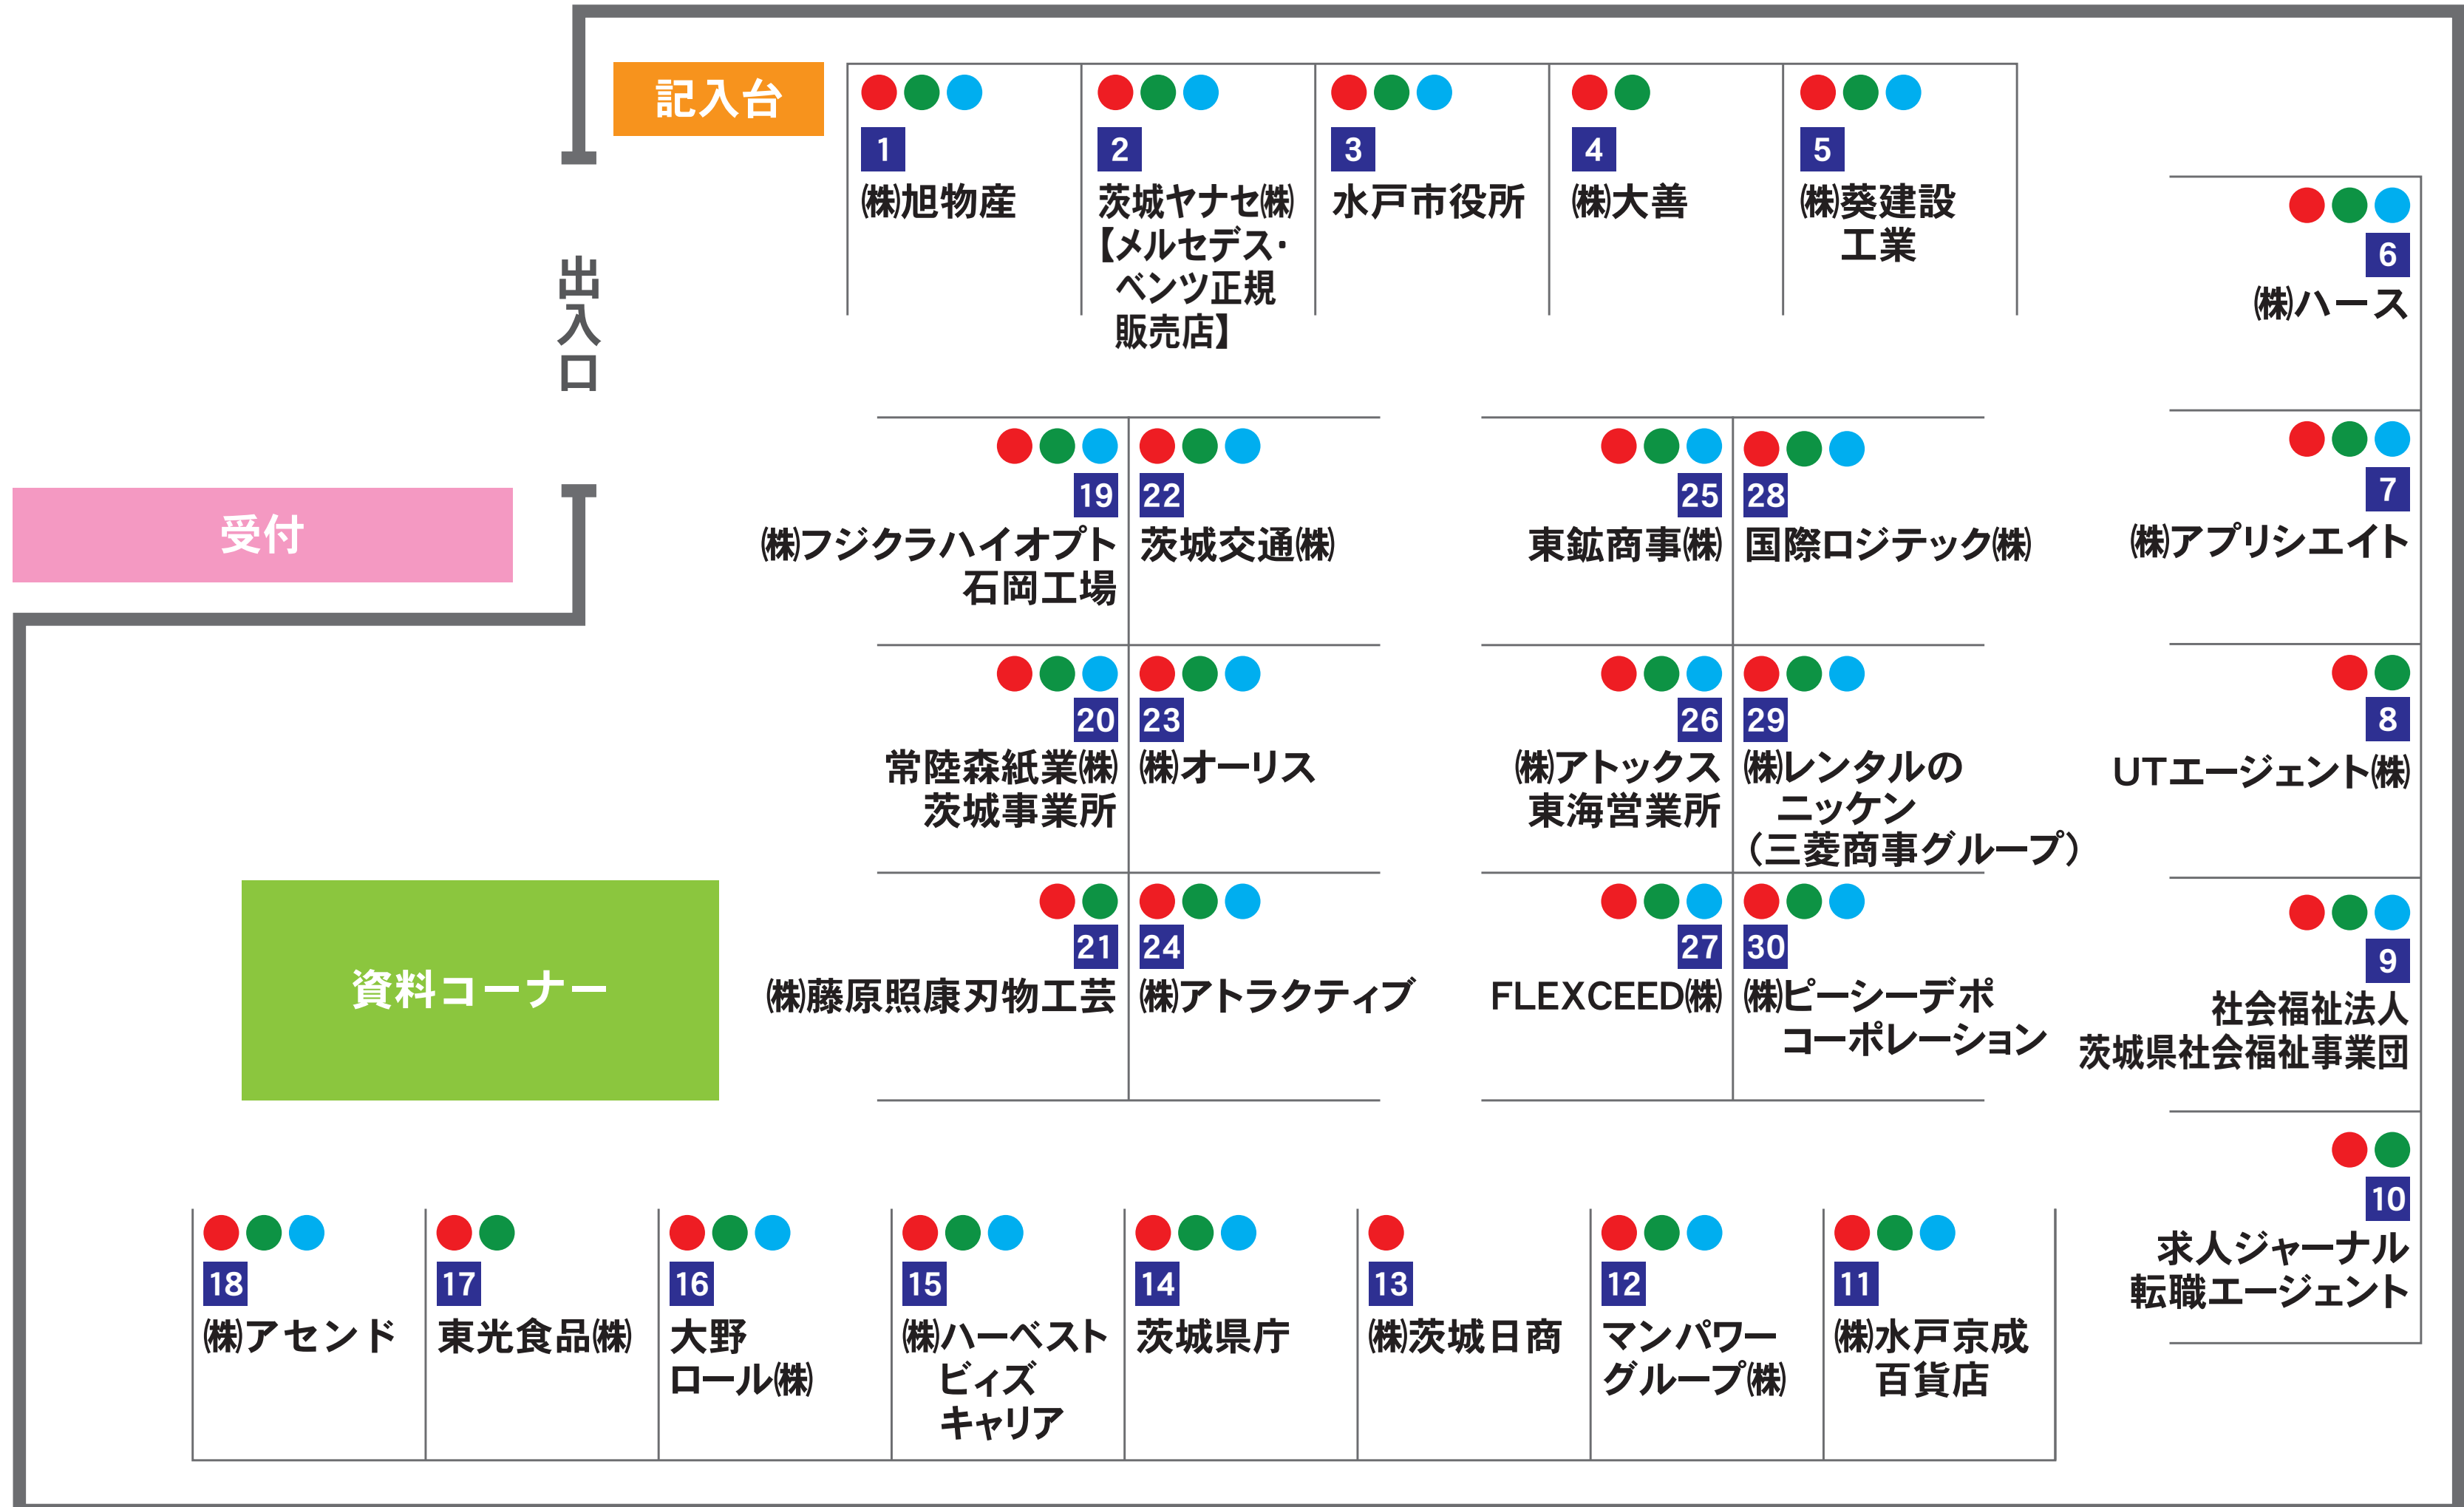 記入台
出入口
受付
資料コーナー
1
㈱旭物産
2
茨城ヤナセ㈱
【メルセデス・
ベンツ正規
販売店】
3
水戸市役所
4
㈱大善
5
㈱葵建設
工業
6
㈱ハース
7
㈱アプリシエイト
8
UTエージェント㈱
9
社会福祉法人
茨城県社会福祉事業団
10
求人ジャーナル
転職エージェント
19
㈱フジクラハイオプト
石岡工場
22
茨城交通㈱
25
東鉱商事㈱
28
国際ロジテック㈱
20
常陸森紙業㈱
茨城事業所
23
㈱オーリス
26
㈱アトックス
東海営業所
29
㈱レンタルの
ニッケン
（三菱商事グループ）
21
㈱藤原照康刃物工芸
24
㈱アトラクティブ
27
FLEXCEED㈱
30
㈱ピーシーデポ
コーポレーション
18
㈱アセンド
17
東光食品㈱
16
大野
ロール㈱
15
㈱ハーベスト
ビィズ
キャリア
14
茨城県庁
13
㈱茨城日商
12
マンパワー
グループ㈱
11
㈱水戸京成
百貨店